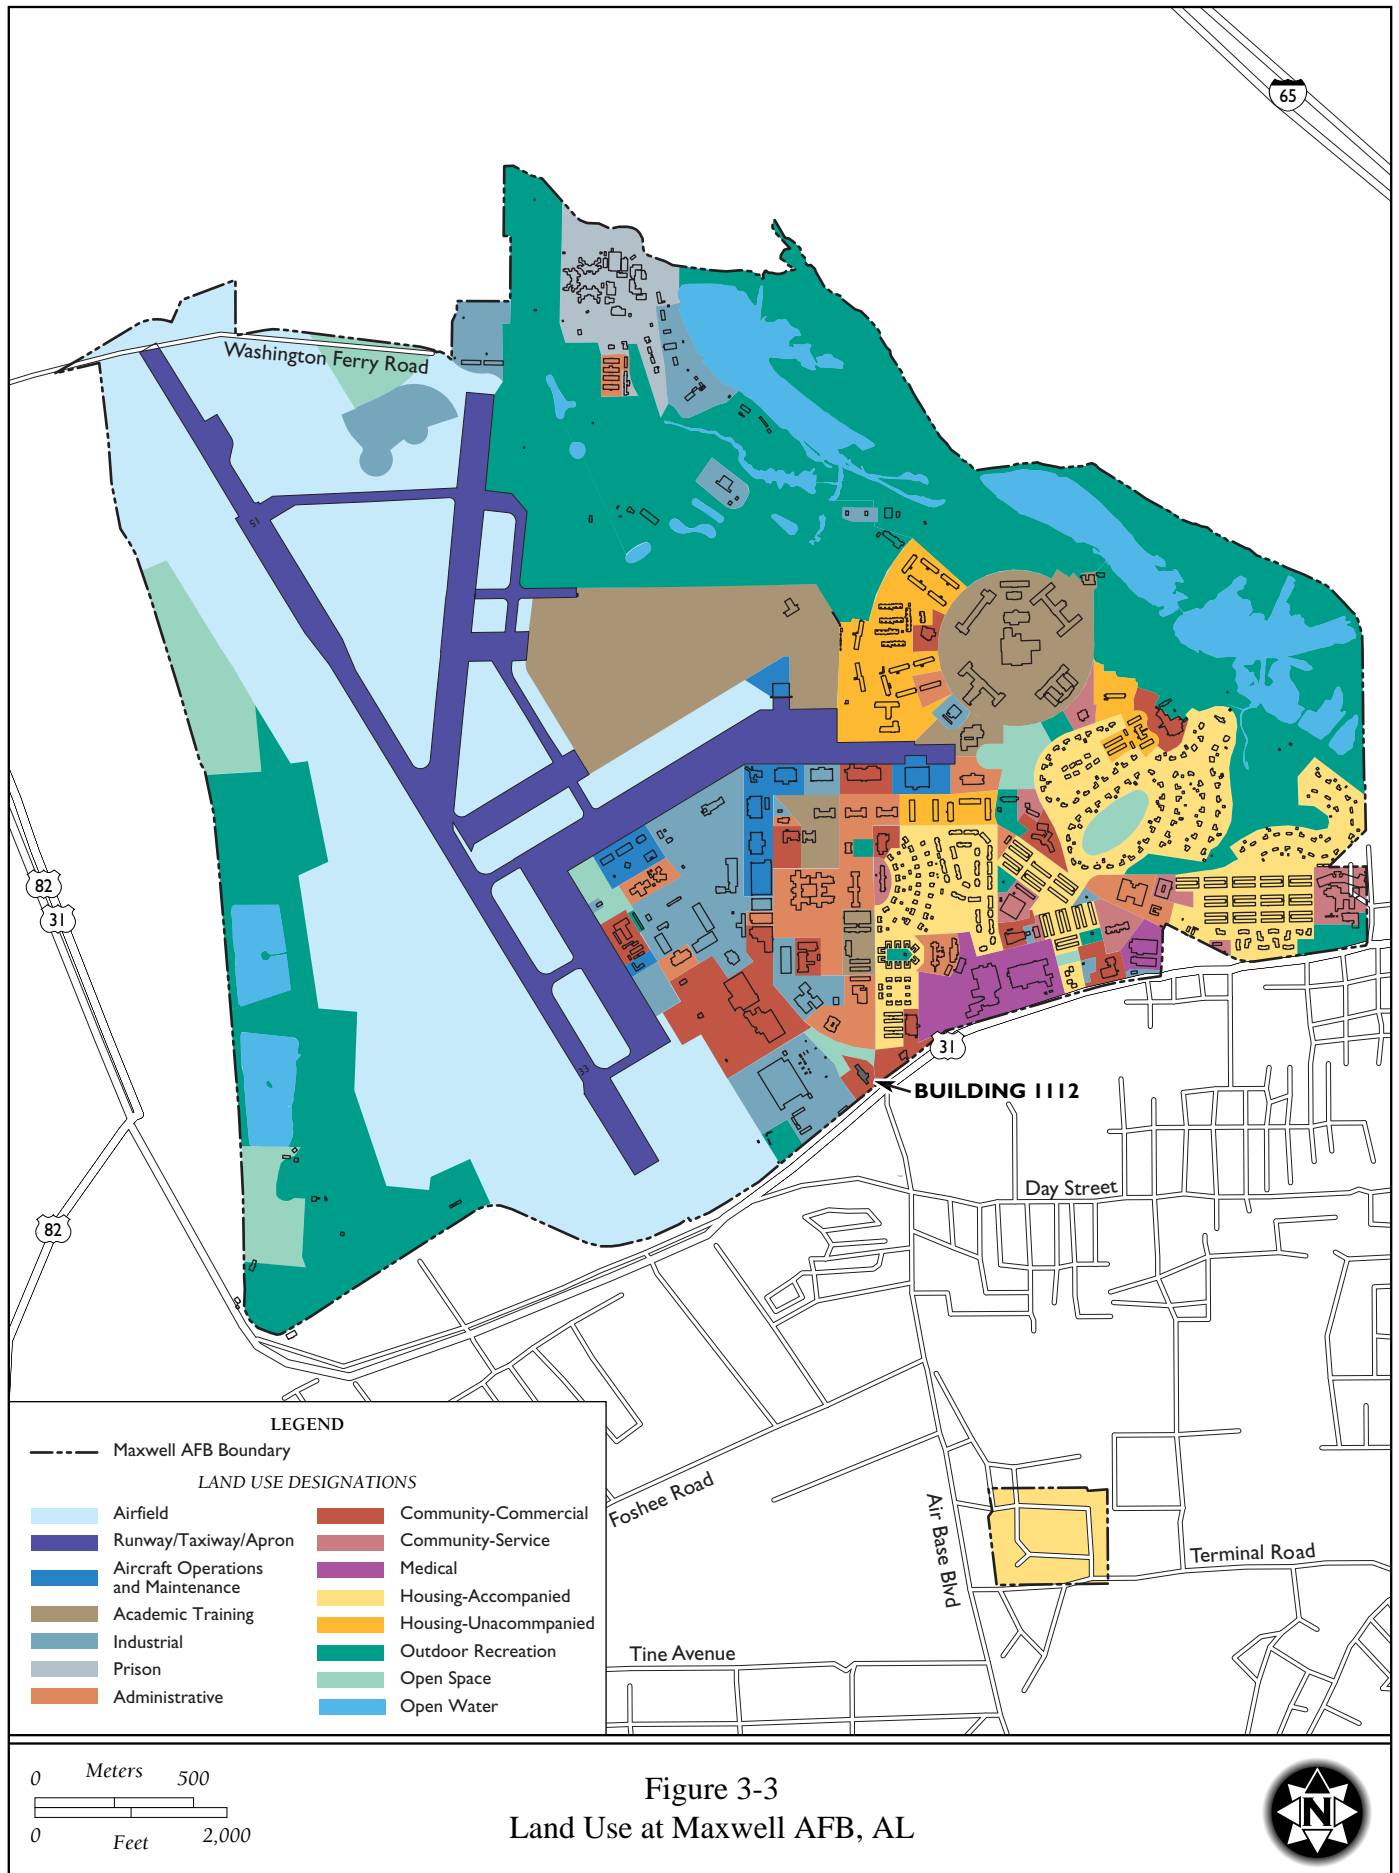 65
Washington Ferry Road
15
82
31
33
31
BUILDING 1112
Day Street
82
LEGEND
Maxwell AFB Boundary
LAND USE DESIGNATIONS
Airfield
Runway/Taxiway/Apron
Aircraft Operations
and Maintenance
Academic Training
Industrial
Prison
Administrative
Community-Commercial
Community-Service
Medical
Housing-Accompanied
Housing-Unacommpanied
Outdoor Recreation
Open Space
Open Water
Foshee Road
Air Base Blvd
Terminal Road
Tine Avenue
0 Meters 500
0 Feet 2,000
Figure 3-3
Land Use at Maxwell AFB, AL
N